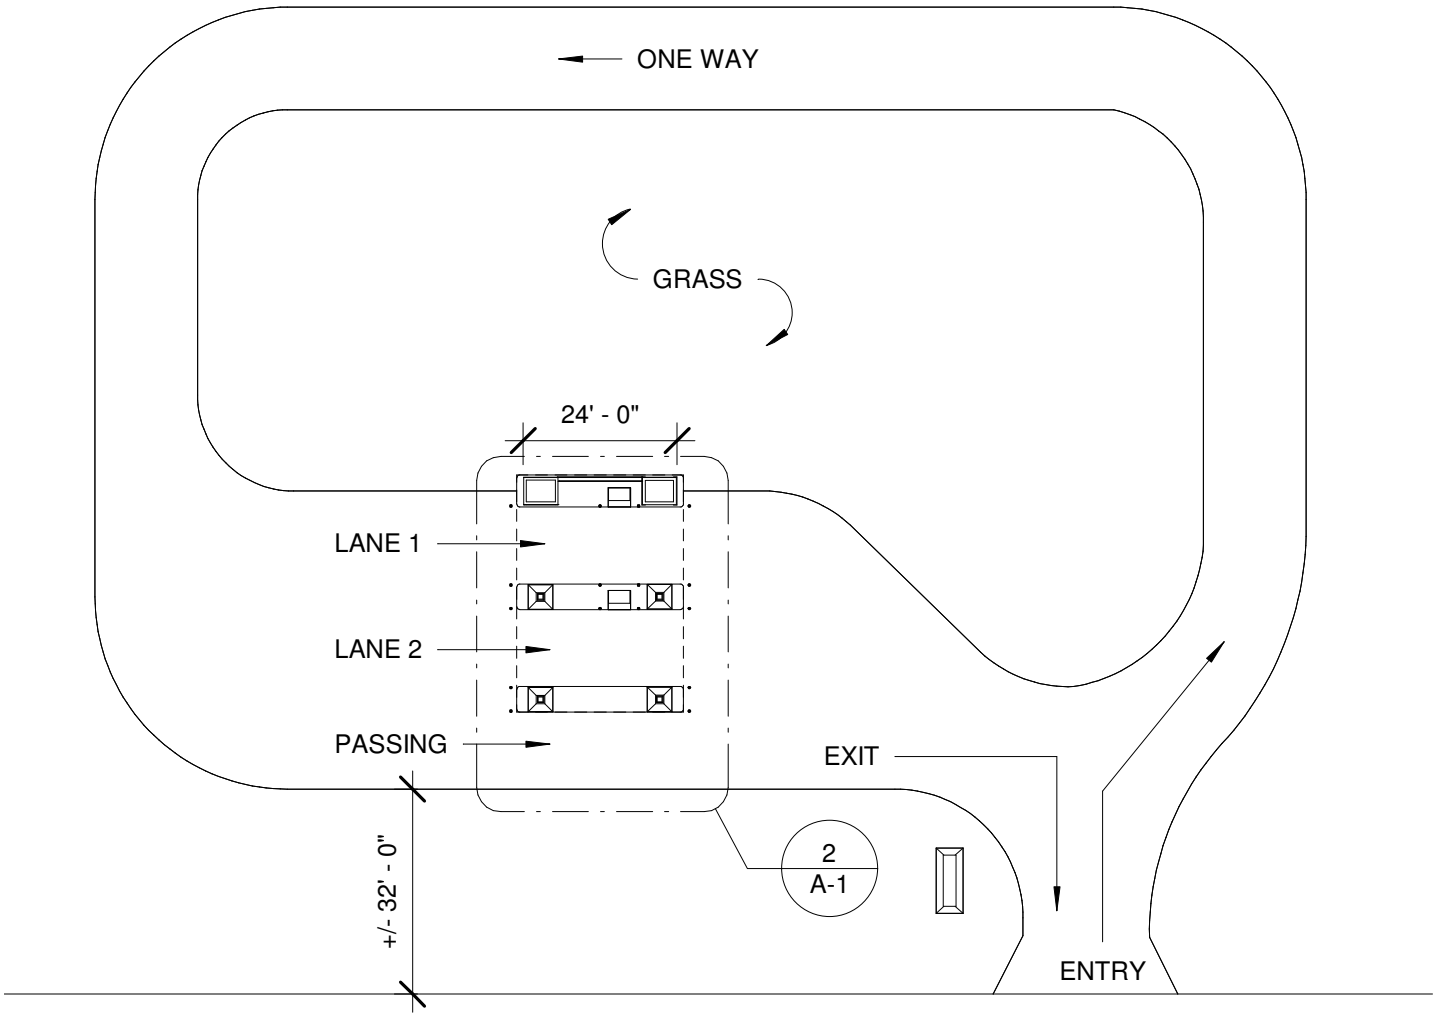 ONE WAY
GRASS
24' - 0"
LANE 1
LANE 2
PASSING
EXIT
2
A-1
+/- 32' - 0"
ENTRY